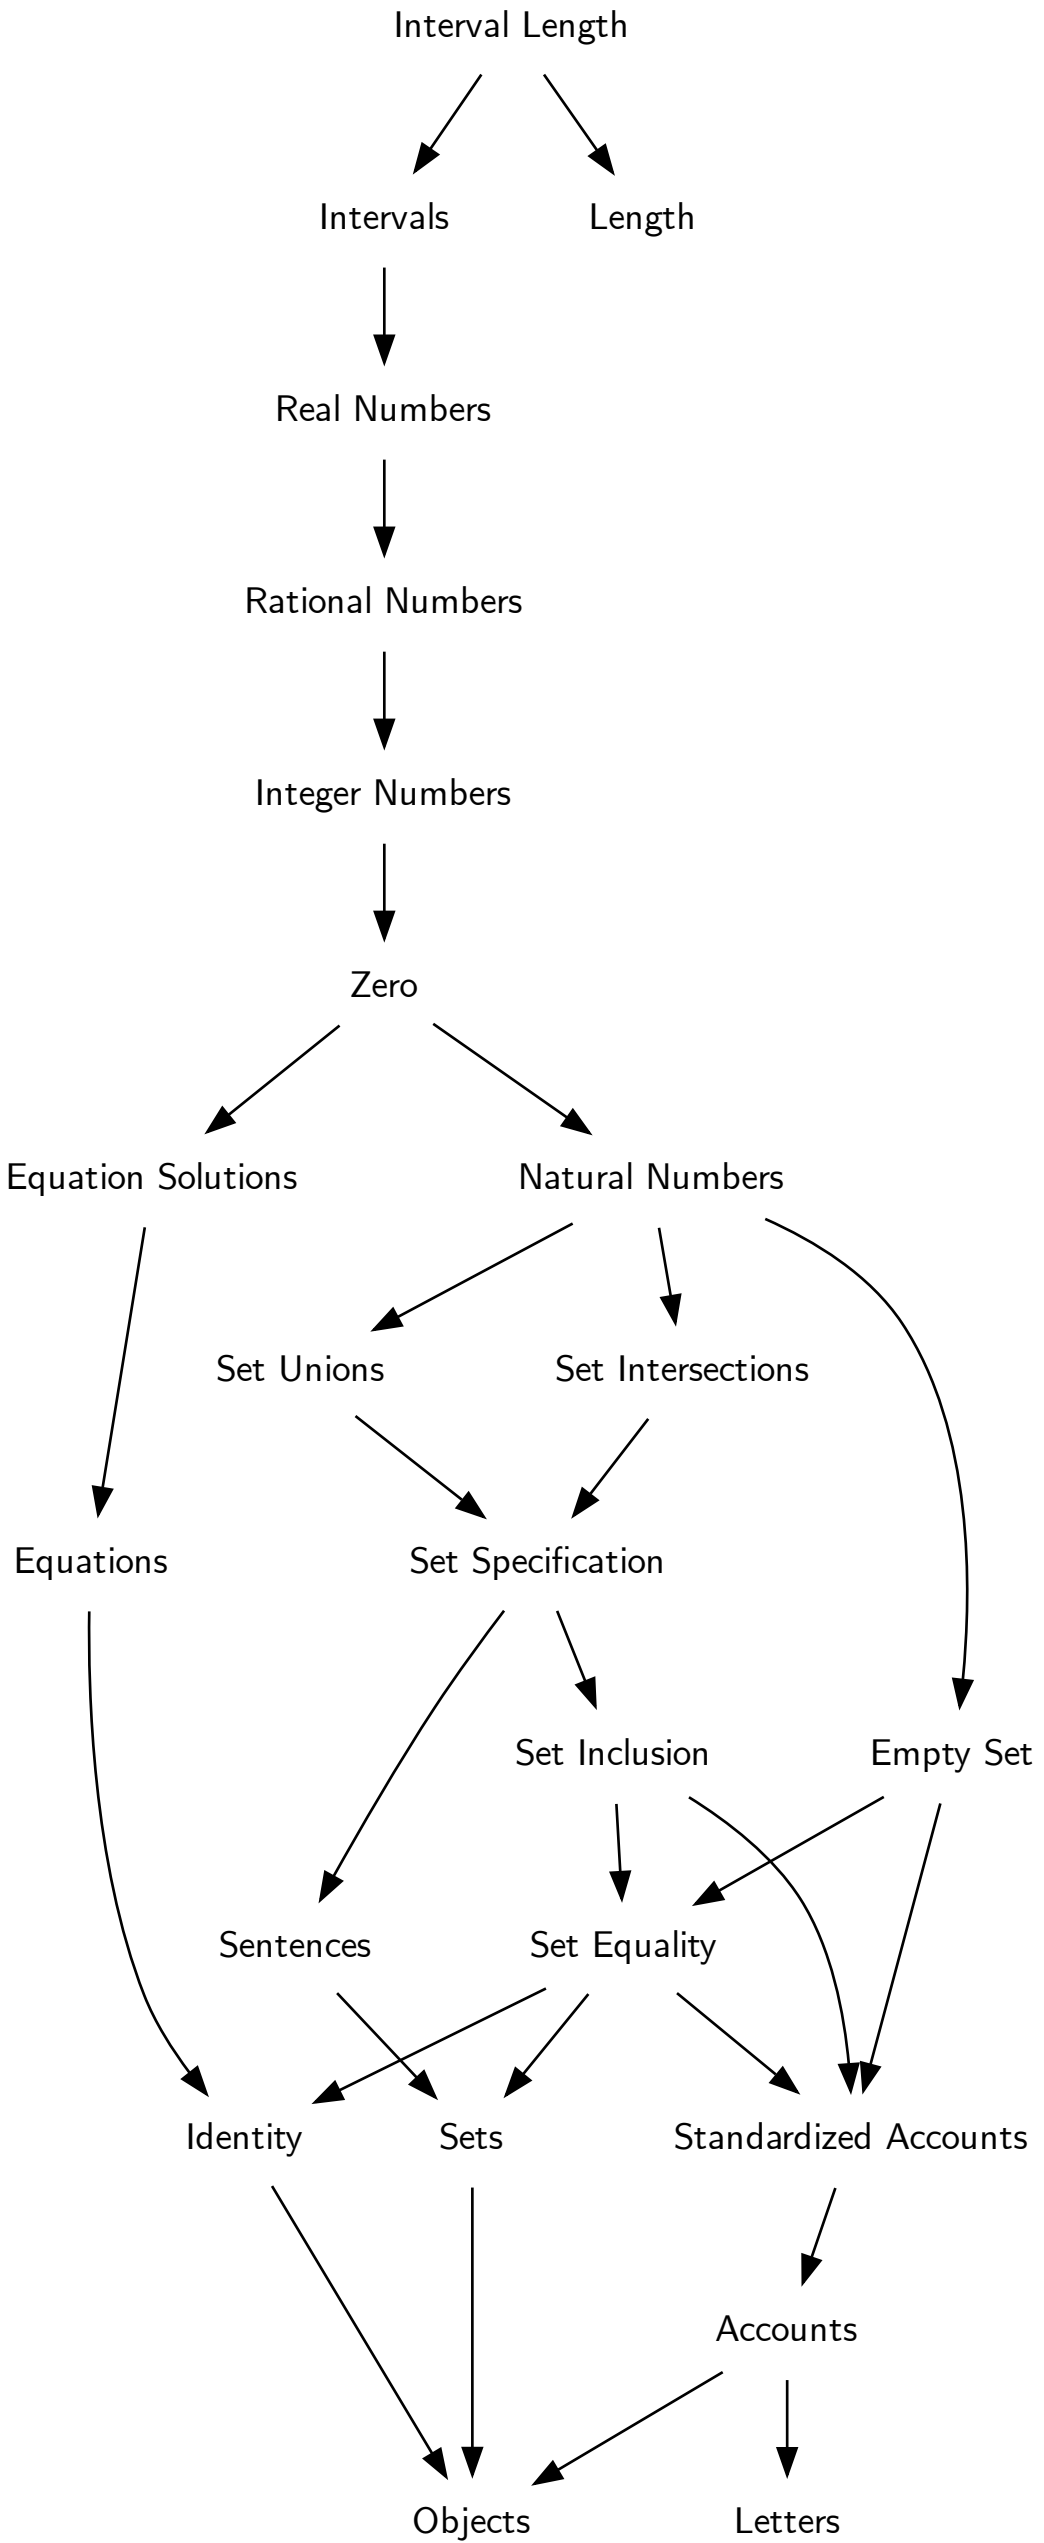 Interval Length
Intervals
Length
Real Numbers
Rational Numbers
Integer Numbers
Zero
Equation Solutions
Natural Numbers
Set Unions
Set Intersections
Equations
Set Specification
Set Inclusion
Empty Set
Sentences
Set Equality
Identity
Sets
Standardized Accounts
Accounts
Objects
Letters